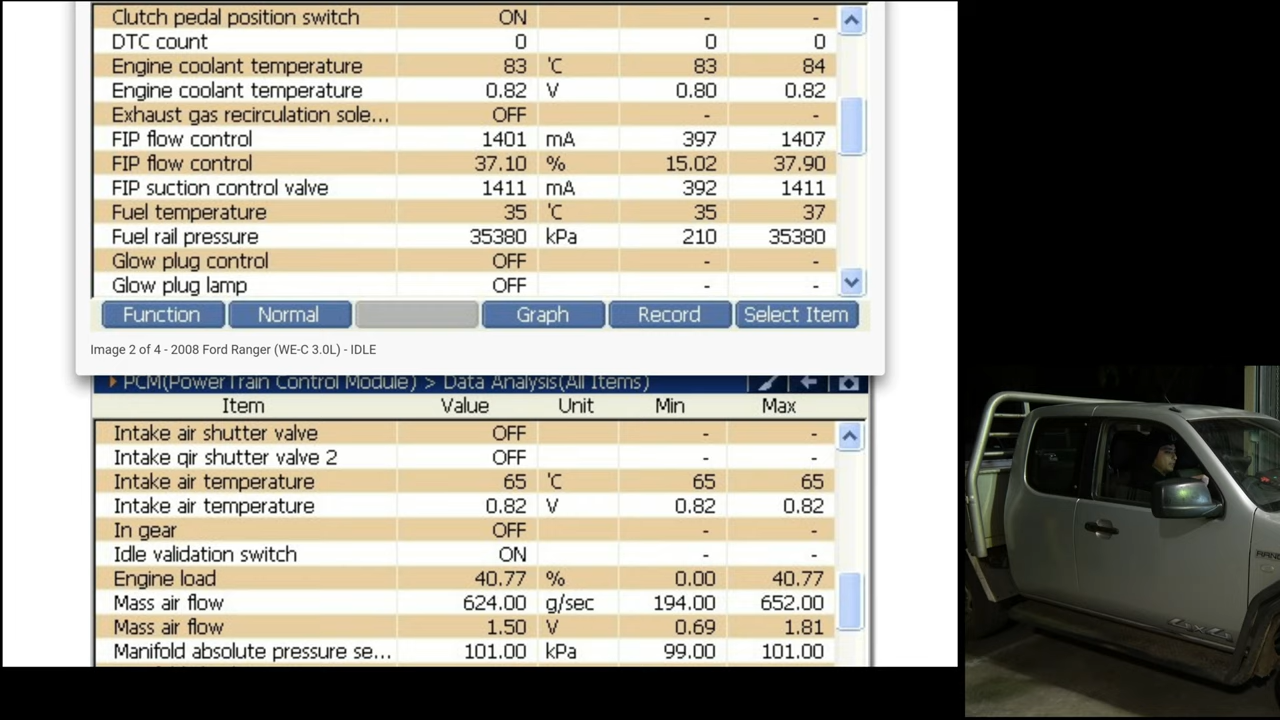 Clutch pedal position switch ON - -
DTC count 0 0 0
Engine coolant temperature 83 'C 83 84
Engine coolant temperature 0.82 V 0.80 0.82
Exhaust gas recirculation sole... OFF - -
FIP flow control 1401 mA 397 1407
FIP flow control 37.10 % 15.02 37.90
FIP suction control valve 1411 mA 392 1411
Fuel temperature 35 'C 35 37
Fuel rail pressure 35380 kPa 210 35380
Glow plug control OFF - -
Glow plug lamp OFF - -
Function Normal Graph Record Select Item
Image 2 of 4 - 2008 Ford Ranger (WE-C 3.0L) - IDLE
PCM(PowerTrain Control Module) > Data Analysis(All Items)
Item Value Unit Min Max
Intake air shutter valve OFF - -
Intake qir shutter valve 2 OFF - -
Intake air temperature 65 'C 65 65
Intake air temperature 0.82 V 0.82 0.82
In gear OFF - -
Idle validation switch ON - -
Engine load 40.77 % 0.00 40.77
Mass air flow 624.00 g/sec 194.00 652.00
Mass air flow 1.50 V 0.69 1.81
Manifold absolute pressure se... 101.00 kPa 99.00 101.00
4x4